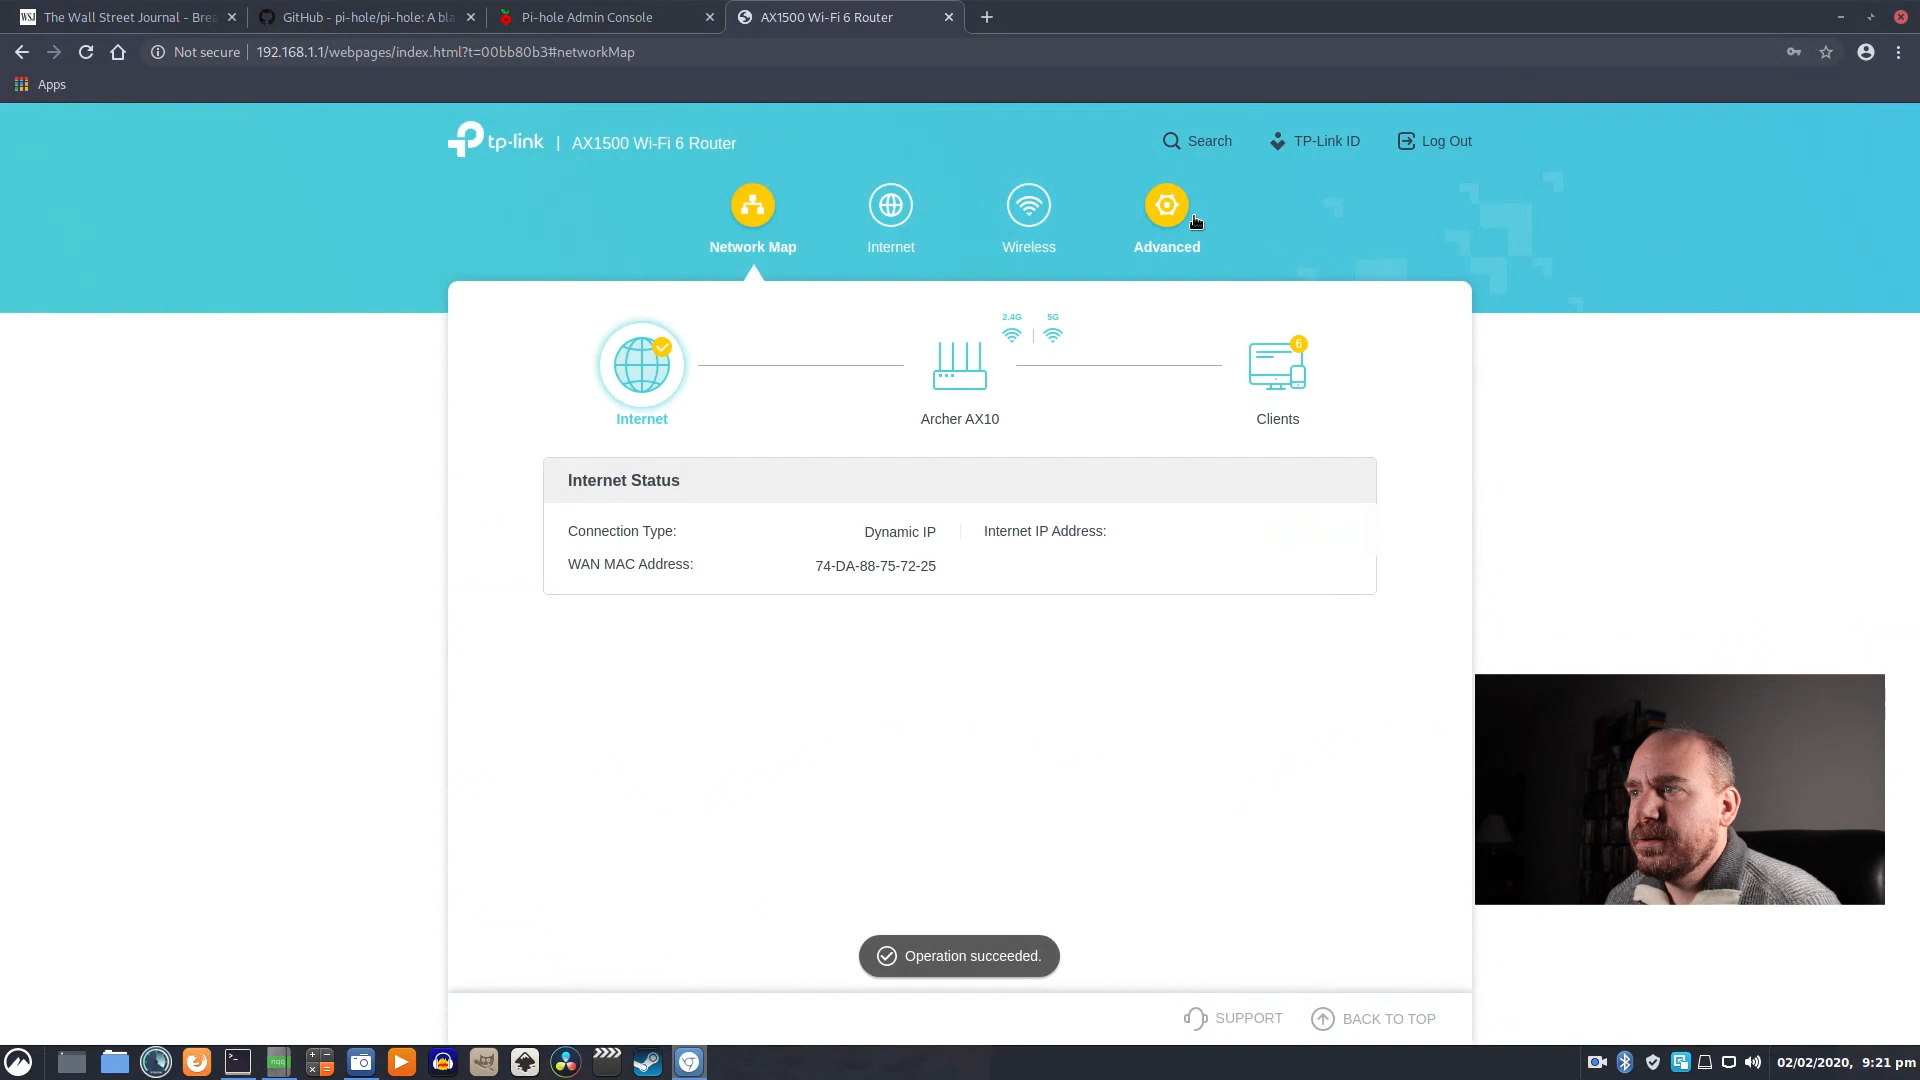 WSJ The Wall Street Journal - Brea
GitHub - pi-hole/pi-hole: A bla
Pi-hole Admin Console
AX1500 Wi-Fi 6 Router
Not secure
192.168.1.1/webpages/index.html?t=00bb80b3#networkMap
Apps
tp-link | AX1500 Wi-Fi 6 Router
Search
TP-Link ID
Log Out
Network Map
Internet
Wireless
Advanced
2.4G
5G
6
Internet
Archer AX10
Clients
Internet Status
Connection Type:
Dynamic IP
Internet IP Address:
WAN MAC Address:
74-DA-88-75-72-25
Operation succeeded.
SUPPORT
BACK TO TOP
02/02/2020, 9:21 pm